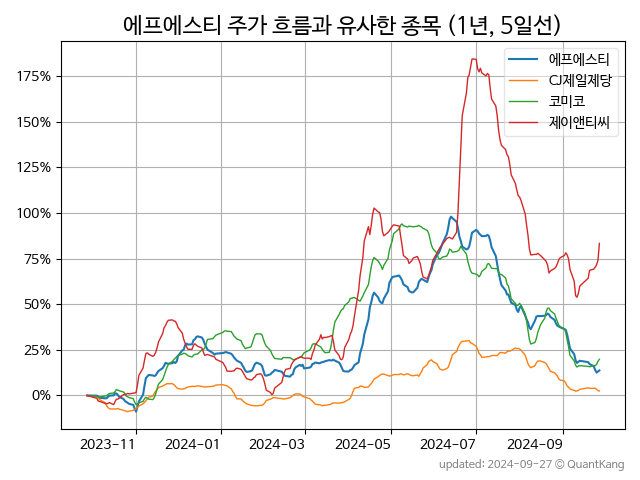 에프에스티 주가 흐름과 유사한 종목 (1년, 5일선)
에프에스티
CJ제일제당
코미코
제이앤티씨
175%
150%
125%
100%
75%
50%
25%
0%
2023-11
2024-01
2024-03
2024-05
2024-07
2024-09
updated: 2024-09-27 © QuantKang